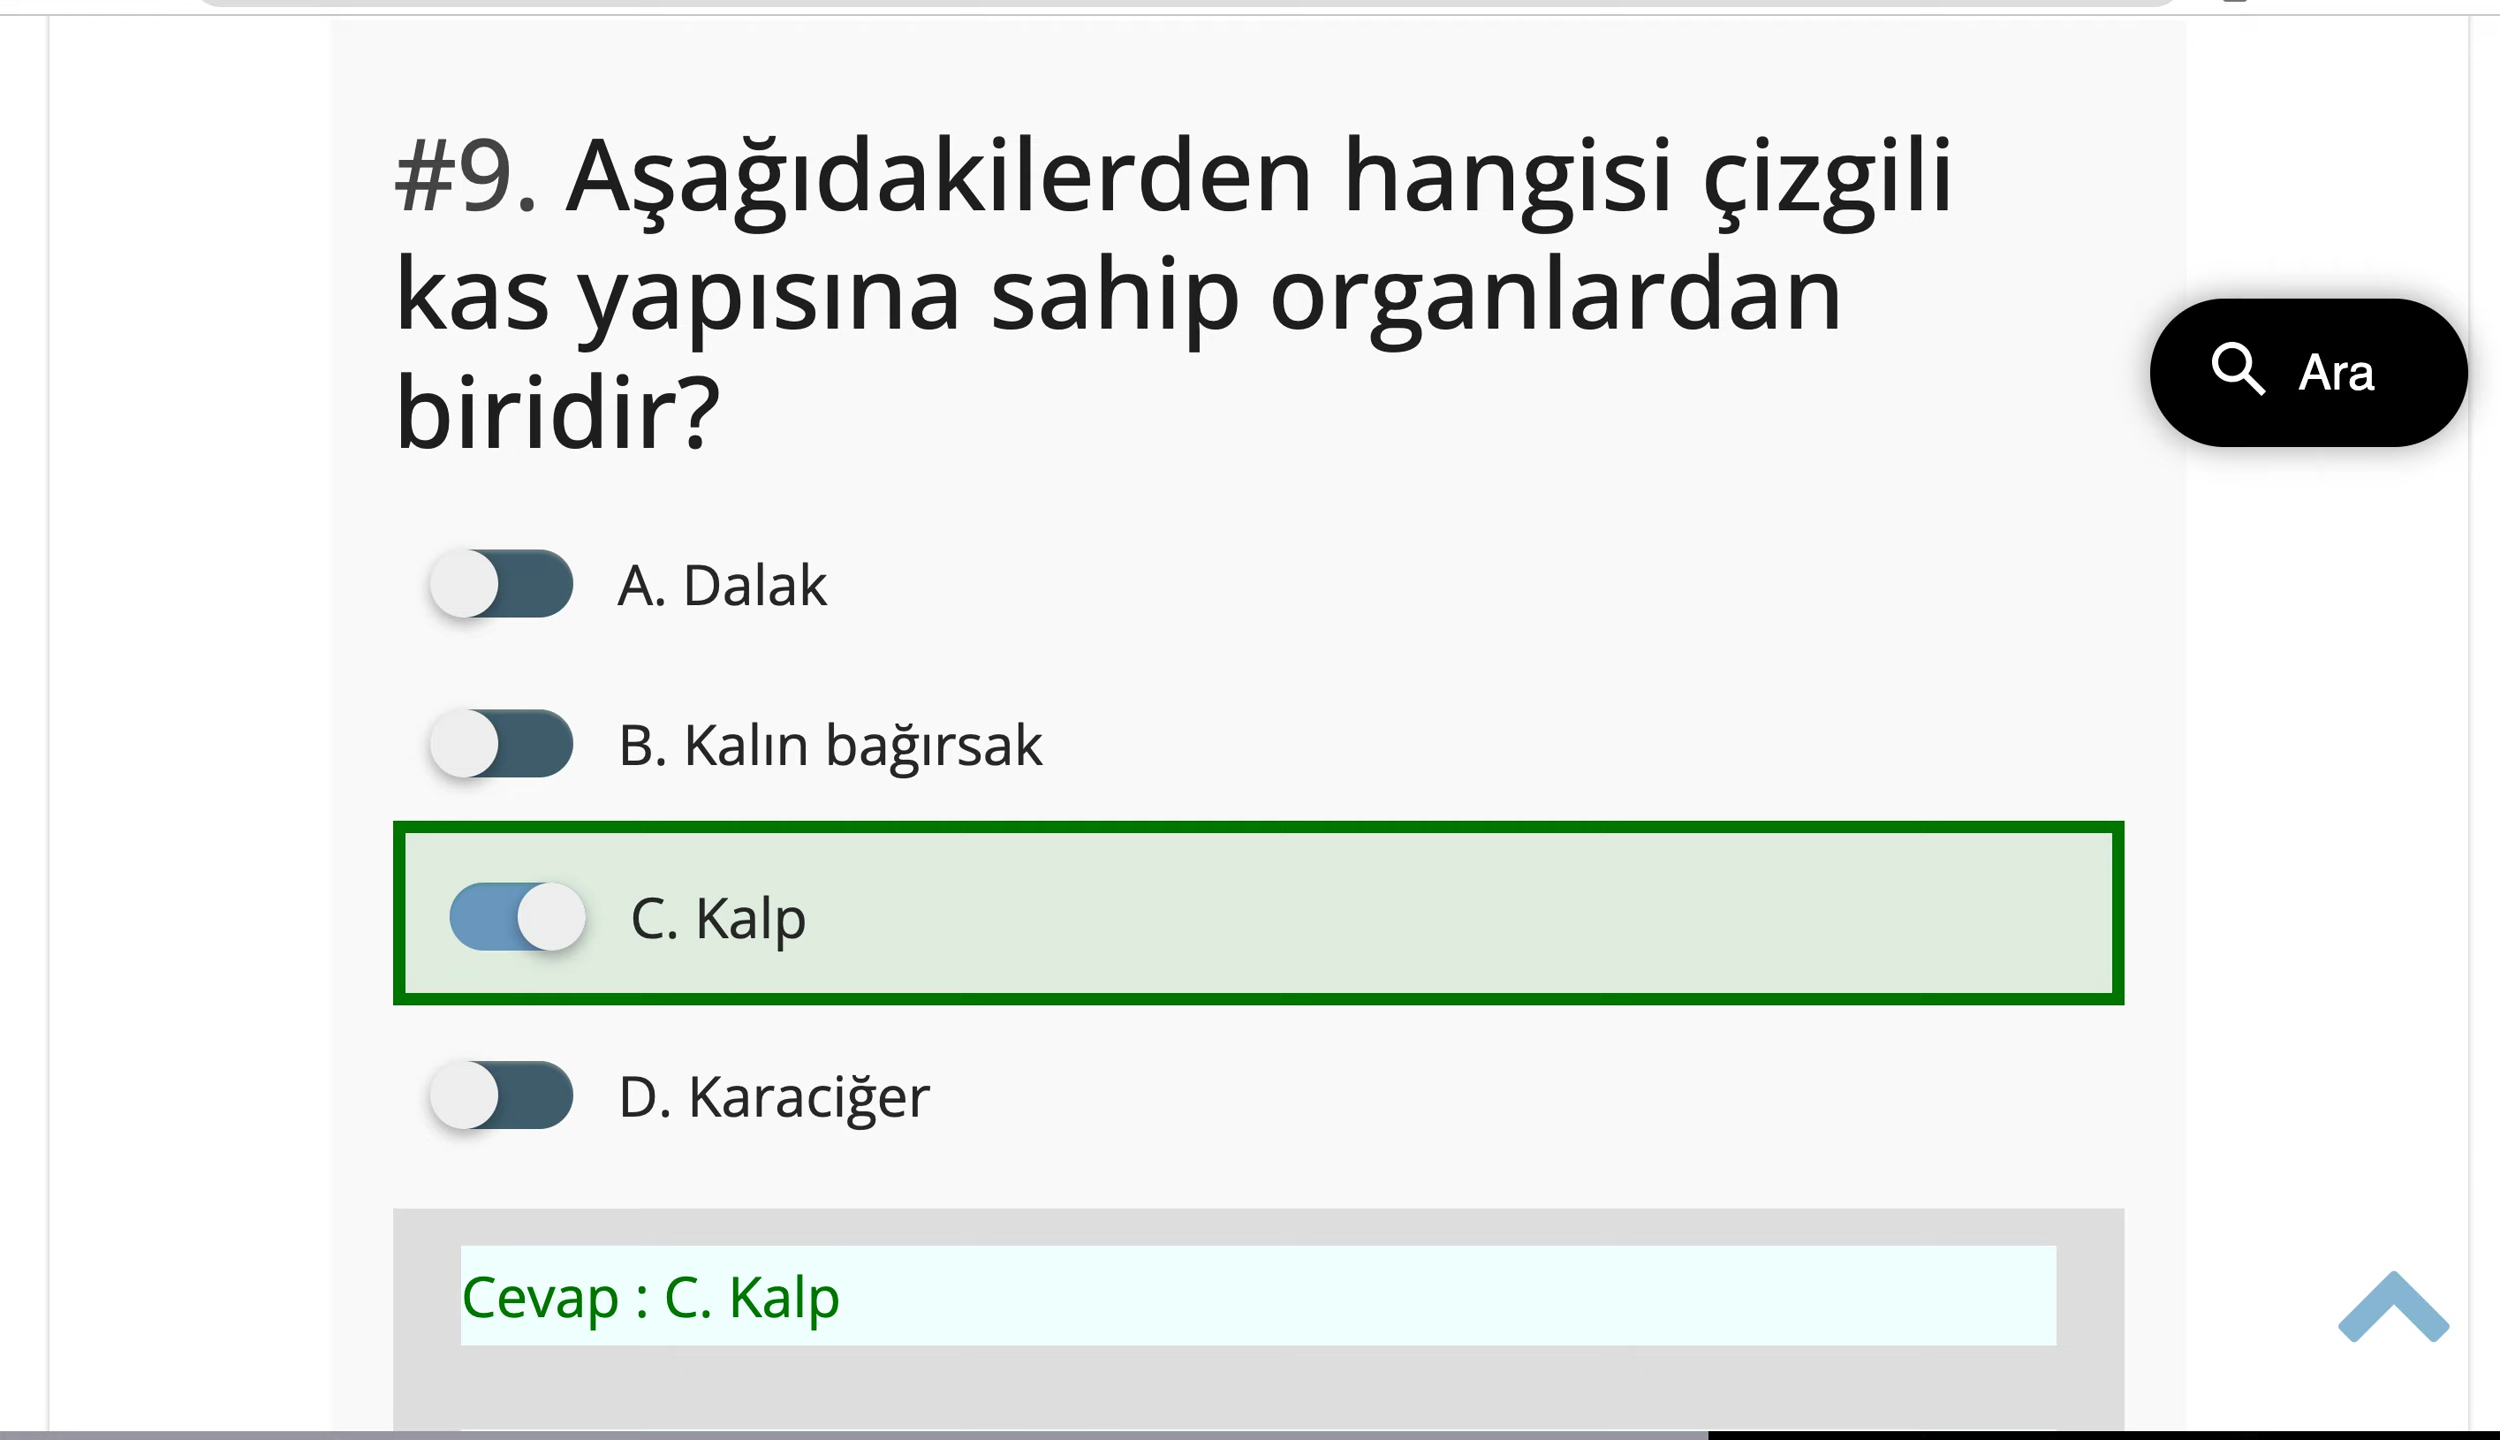 #9. Aşağıdakilerden hangisi çizgili
kas yapısına sahip organlardan
biridir?
Ara
A. Dalak
B. Kalın bağırsak
C. Kalp
D. Karaciğer
Cevap : C. Kalp